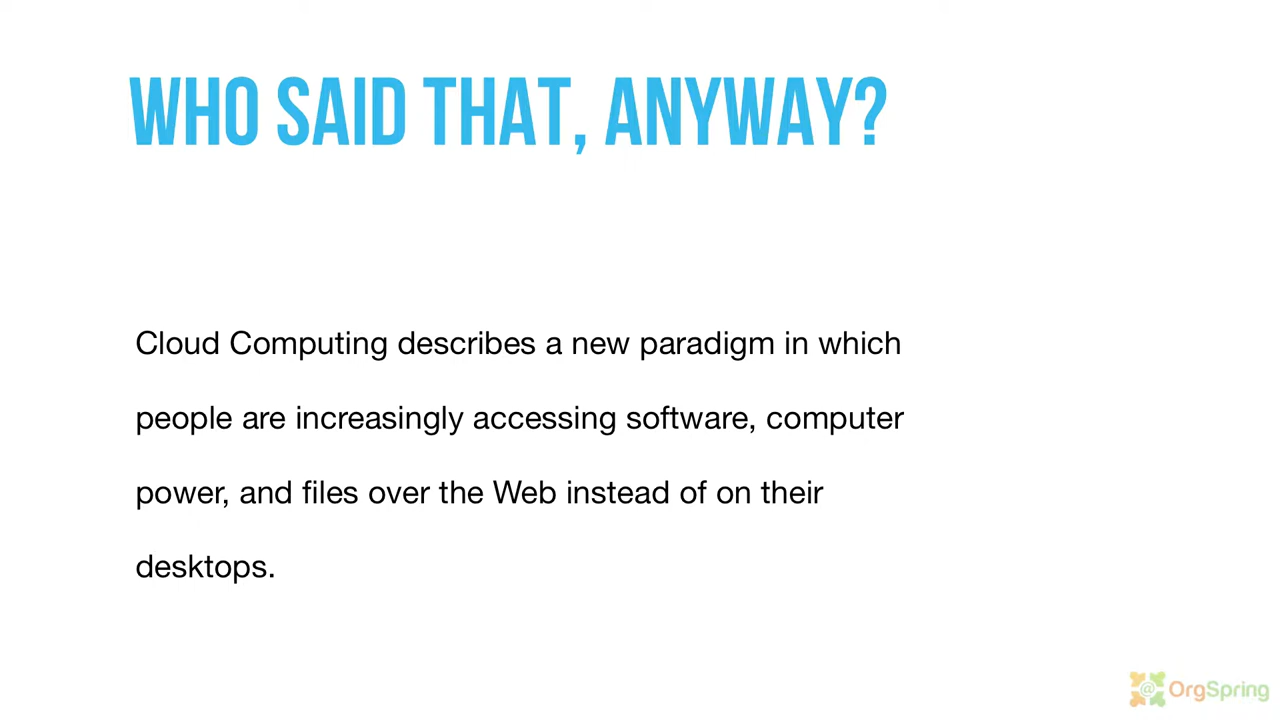 WHO SAID THAT, ANYWAY?
Cloud Computing describes a new paradigm in which
people are increasingly accessing software, computer
power, and files over the Web instead of on their
desktops.
@ OrgSpring